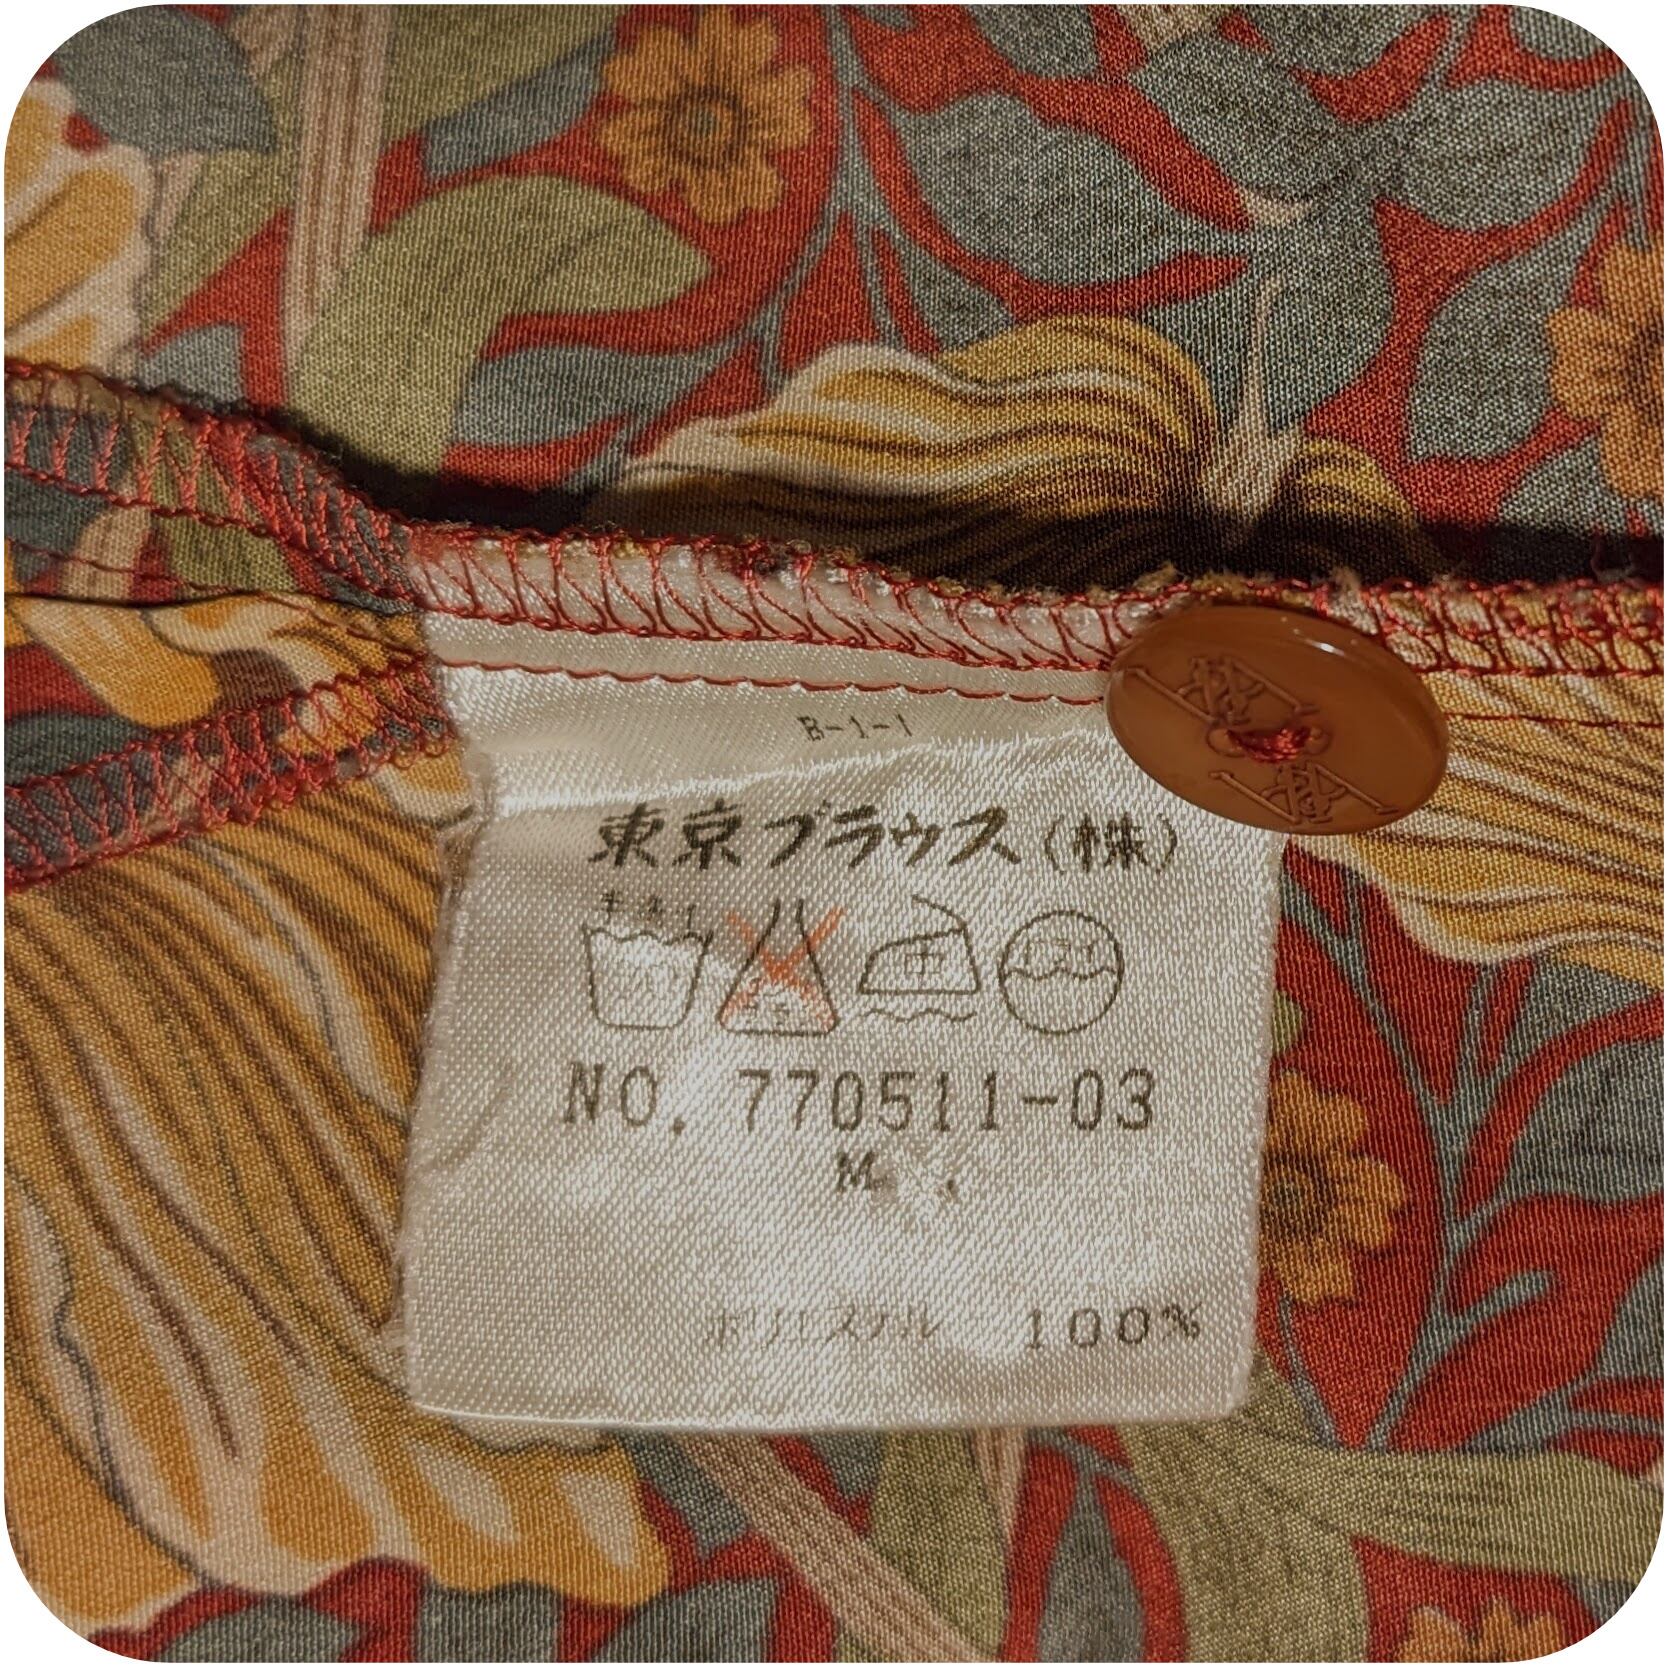 B-1-1
東京ブラウス(株)
手洗イ
中 ドライ
NO. 770511-03
M
ポリエステル 100%